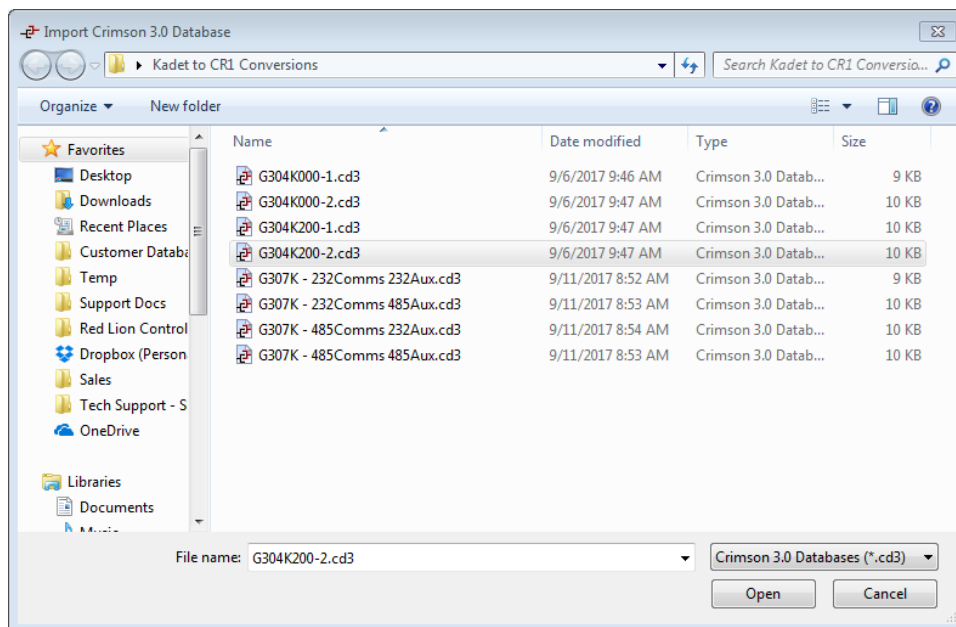 Import Crimson 3.0 Database
Kadet to CR1 Conversions
Search Kadet to CR1 Conversio...
Organize New folder
Name Date modified Type Size
Favorites
Desktop
Downloads
Recent Places
Customer Databa
Temp
Support Docs
Red Lion Control
Dropbox (Person
Sales
Tech Support - S
OneDrive
Libraries
Documents
Music
G304K000-1.cd3 9/6/2017 9:46 AM Crimson 3.0 Datab... 9 KB
G304K000-2.cd3 9/6/2017 9:47 AM Crimson 3.0 Datab... 10 KB
G304K200-1.cd3 9/6/2017 9:47 AM Crimson 3.0 Datab... 10 KB
G304K200-2.cd3 9/6/2017 9:47 AM Crimson 3.0 Datab... 10 KB
G307K - 232Comms 232Aux.cd3 9/11/2017 8:52 AM Crimson 3.0 Datab... 9 KB
G307K - 232Comms 485Aux.cd3 9/11/2017 8:53 AM Crimson 3.0 Datab... 10 KB
G307K - 485Comms 232Aux.cd3 9/11/2017 8:54 AM Crimson 3.0 Datab... 10 KB
G307K - 485Comms 485Aux.cd3 9/11/2017 8:53 AM Crimson 3.0 Datab... 10 KB
File name: G304K200-2.cd3 Crimson 3.0 Databases (*.cd3)
Open Cancel